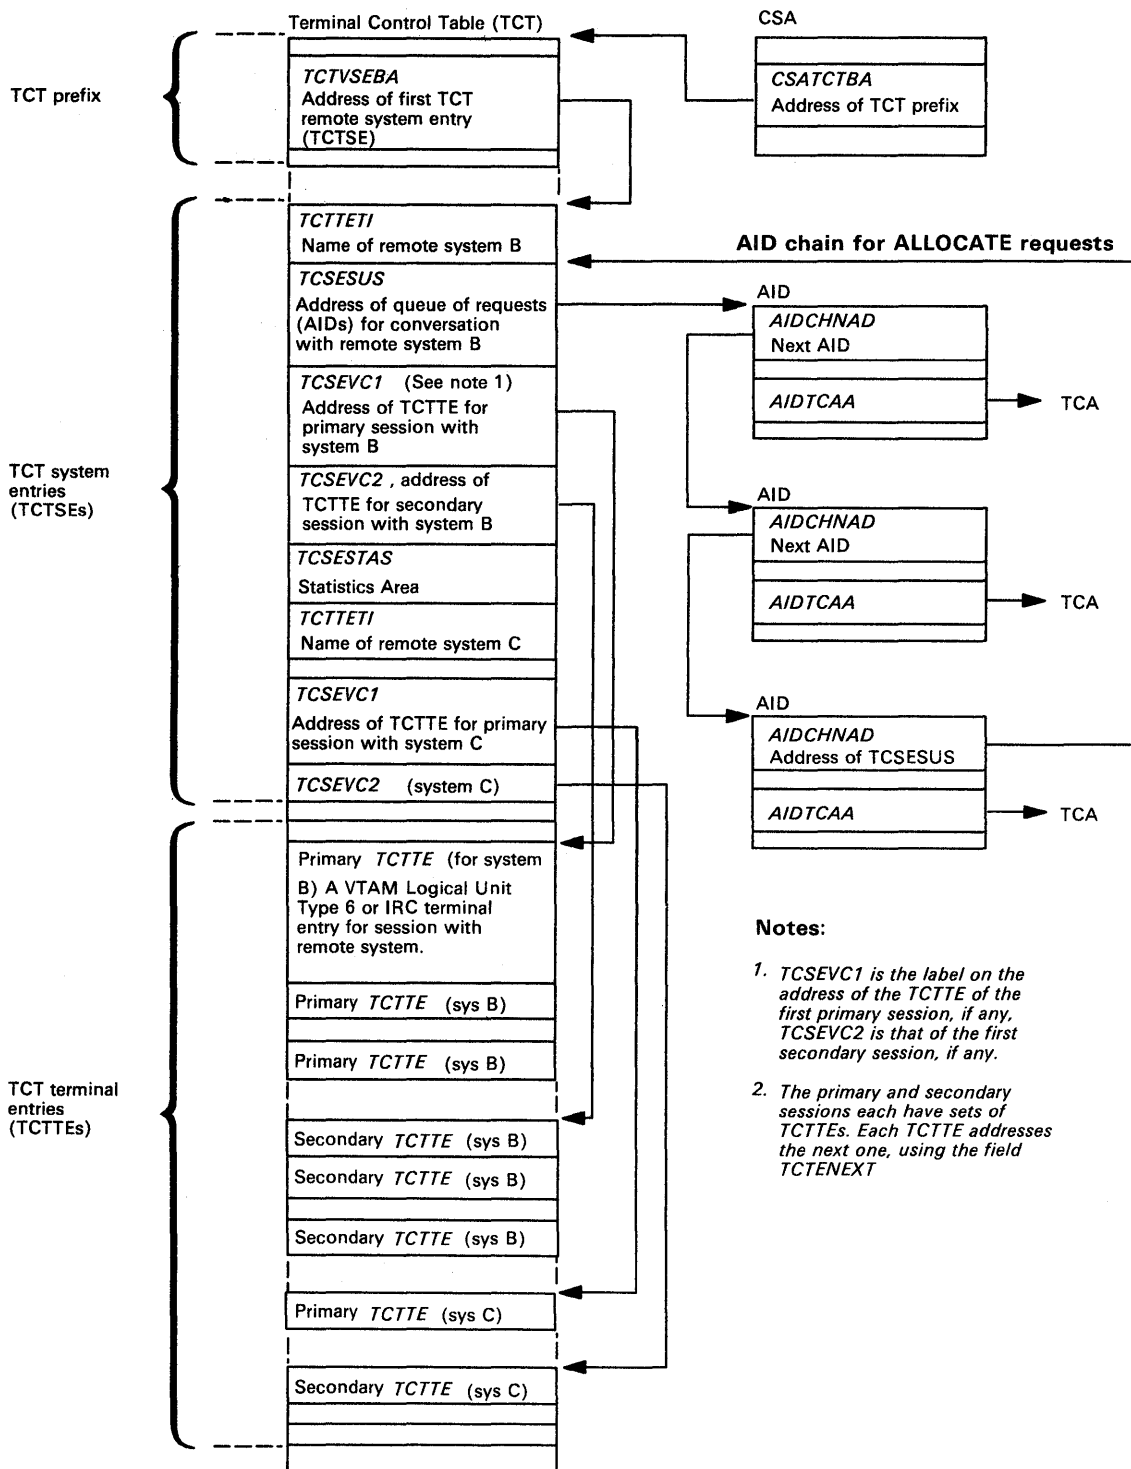 Terminal Control Table (TCT)
TCT prefix
TCTVSEBA
Address of first TCT
remote system entry
(TCTSE)
CSA
CSATCTBA
Address of TCT prefix
TCT system
entries
(TCTSEs)
TCTTETI
Name of remote system B
TCSESUS
Address of queue of requests
(AIDs) for conversation
with remote system B
TCSEVC1 (See note 1)
Address of TCTTE for
primary session with
system B
TCSEVC2 , address of
TCTTE for secondary
session with system B
TCSESTAS
Statistics Area
TCTTETI
Name of remote system C
TCSEVC1
Address of TCTTE for primary
session with system C
TCSEVC2 (system C)
AID chain for ALLOCATE requests
AID
AIDCHNAD
Next AID
AIDTCAA
TCA
AID
AIDCHNAD
Next AID
AIDTCAA
TCA
AID
AIDCHNAD
Address of TCSESUS
AIDTCAA
TCA
TCT terminal
entries
(TCTTEs)
Primary TCTTE (for system
B) A VTAM Logical Unit
Type 6 or IRC terminal
entry for session with
remote system.
Primary TCTTE (sys B)
Primary TCTTE (sys B)
Secondary TCTTE (sys B)
Secondary TCTTE (sys B)
Secondary TCTTE (sys B)
Primary TCTTE (sys C)
Secondary TCTTE (sys C)
Notes:
1. TCSEVC1 is the label on the
address of the TCTTE of the
first primary session, if any,
TCSEVC2 is that of the first
secondary session, if any.
2. The primary and secondary
sessions each have sets of
TCTTEs. Each TCTTE addresses
the next one, using the field
TCTENEXT